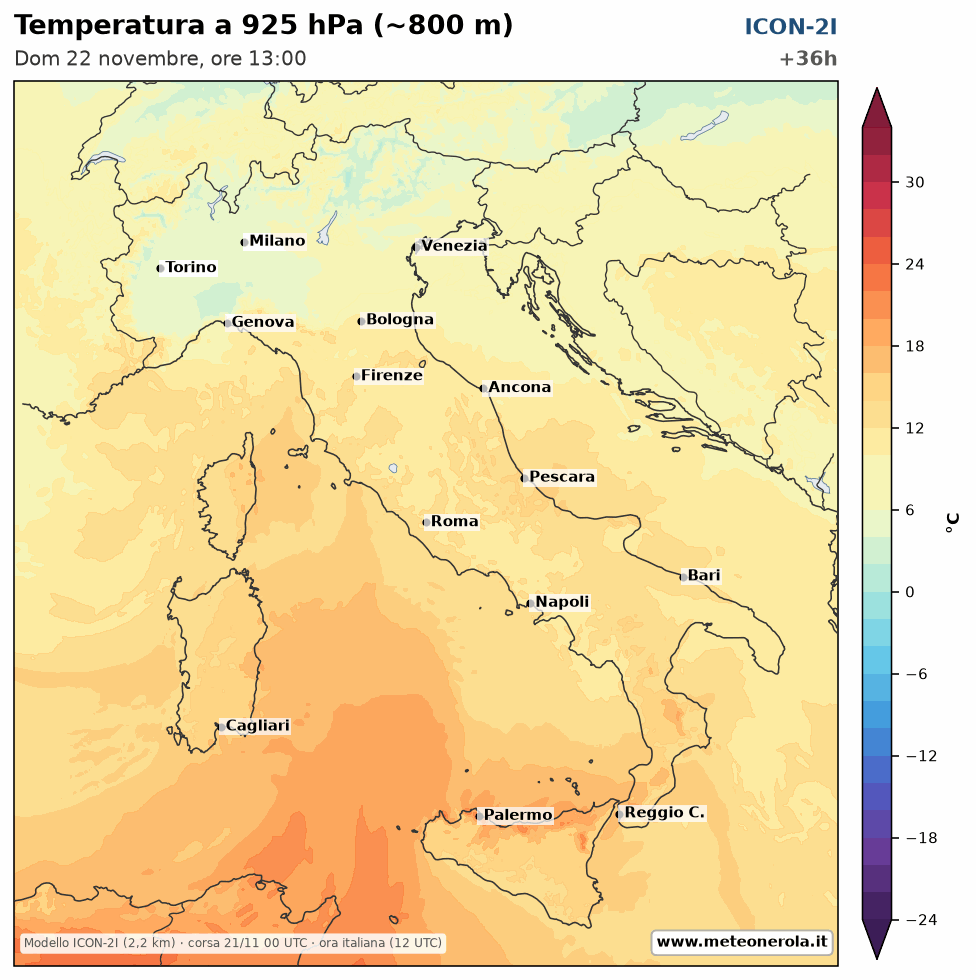 Temperatura a 925 hPa (~800 m)
ICON-2I
Dom 22 novembre, ore 13:00
+36h
Milano
Venezia
Torino
Genova
Bologna
Firenze
Ancona
Pescara
Roma
Bari
Napoli
Cagliari
Palermo
Reggio C.
30
24
18
12
6
0
−6
−12
−18
−24
°C
Modello ICON-2I (2,2 km) · corsa 21/11 00 UTC · ora italiana (12 UTC)
www.meteonerola.it